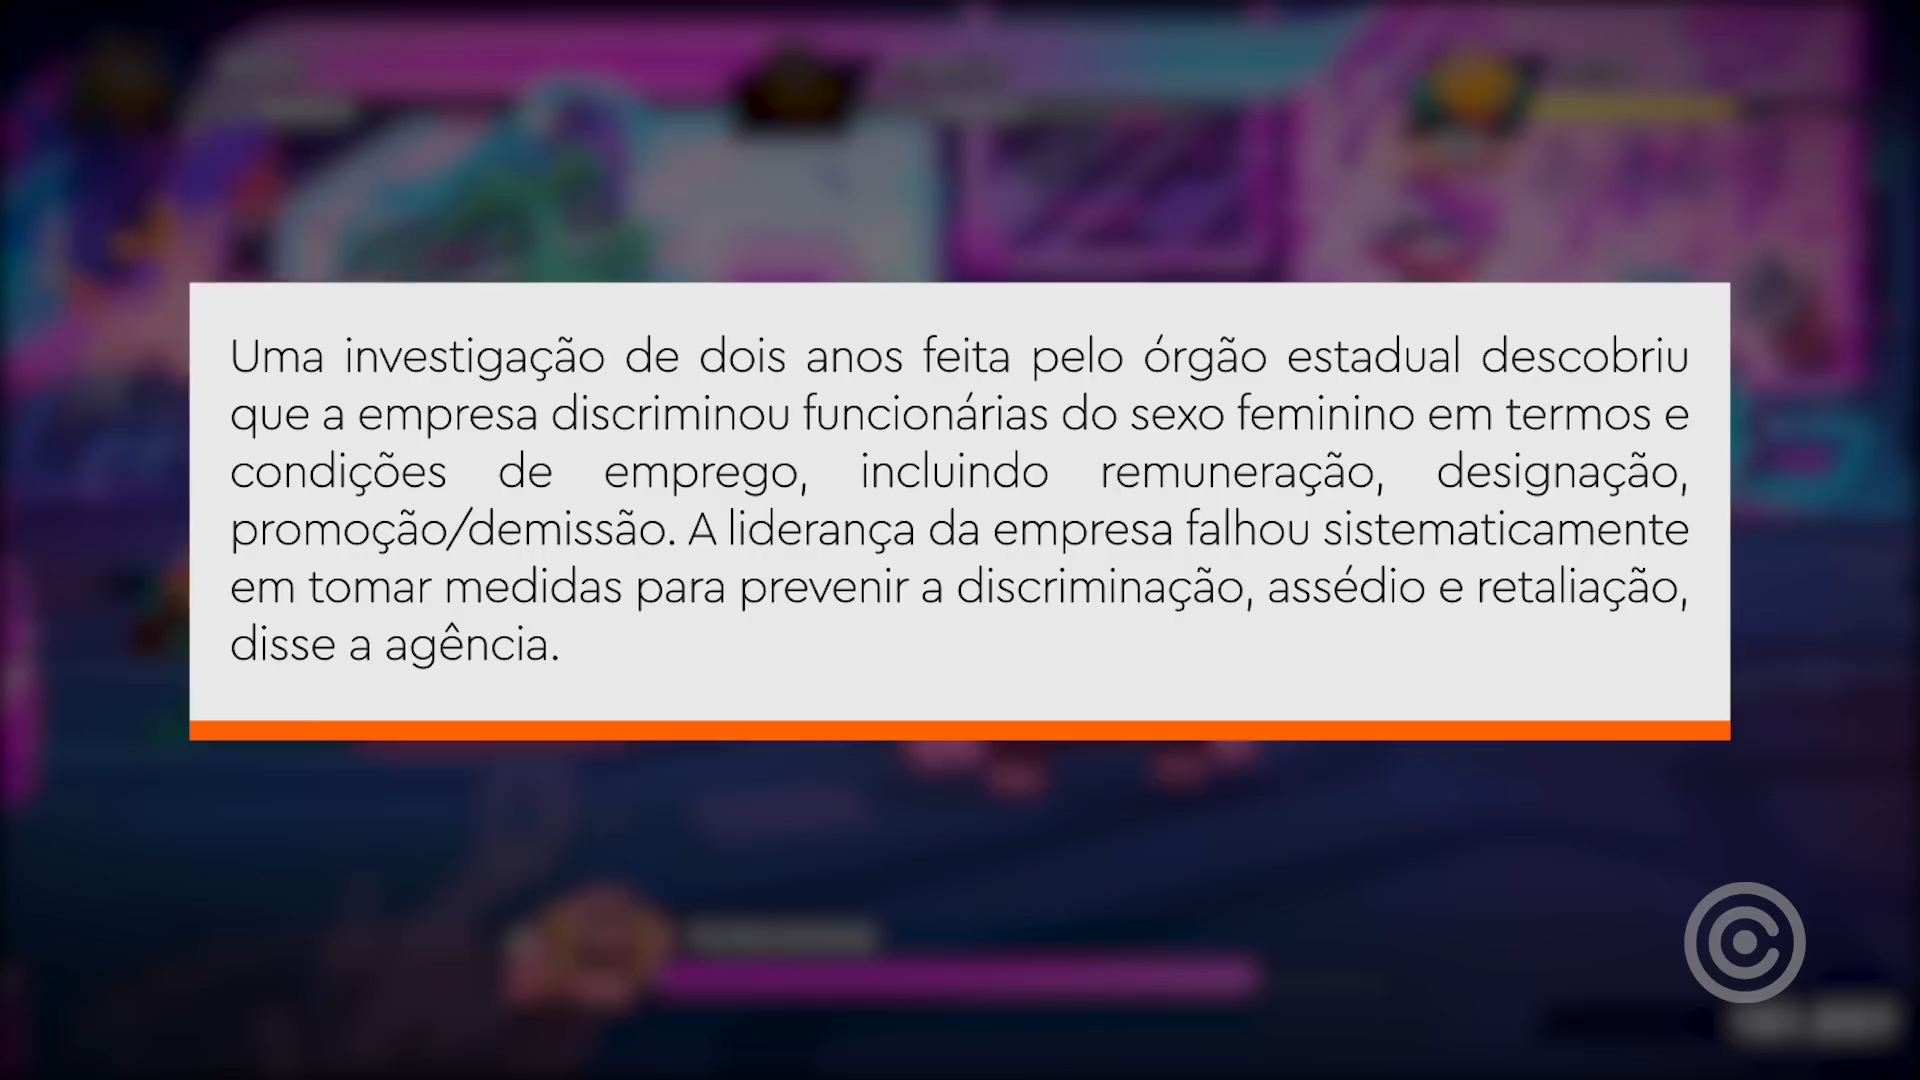 Uma investigação de dois anos feita pelo órgão estadual descobriu
que a empresa discriminou funcionárias do sexo feminino em termos e
condições de emprego, incluindo remuneração, designação,
promoção/demissão. A liderança da empresa falhou sistematicamente
em tomar medidas para prevenir a discriminação, assédio e retaliação,
disse a agência.